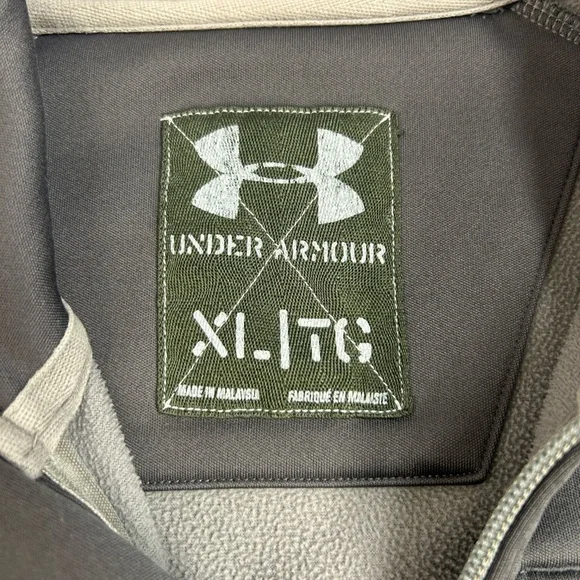 UNDER ARMOUR
XL|TG
MADE IN MALAYSIA FABRIQUÉ EN MALAISIE